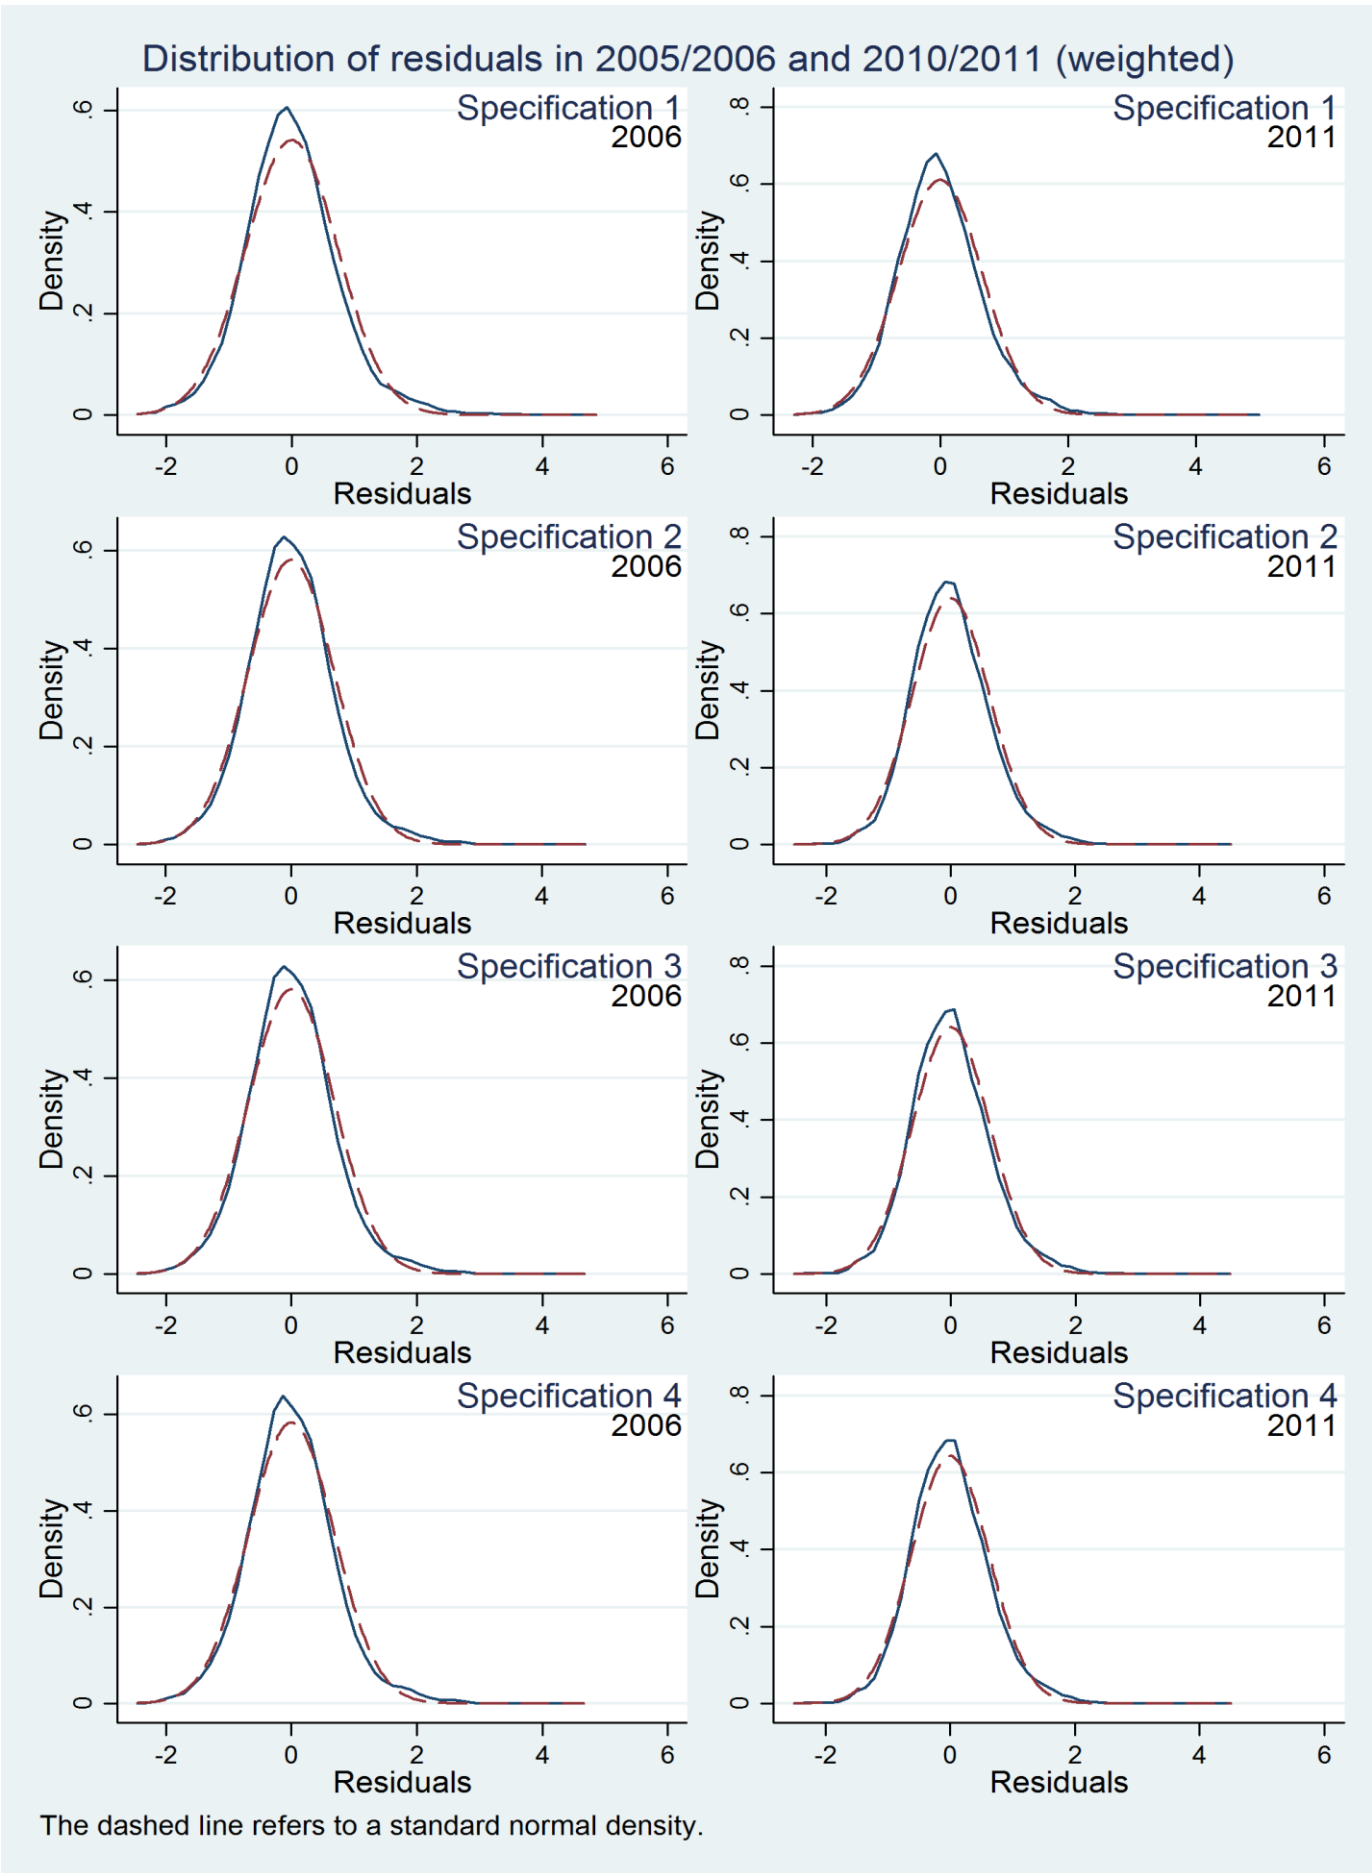 Distribution of residuals in 2005/2006 and 2010/2011 (weighted)
Specification 1
2006
Density
0 .2 .4 .6
-2 0 2 4 6
Residuals
Specification 1
2011
Density
0 .2 .4 .6 .8
-2 0 2 4 6
Residuals
Specification 2
2006
Density
0 .2 .4 .6
-2 0 2 4 6
Residuals
Specification 2
2011
Density
0 .2 .4 .6 .8
-2 0 2 4 6
Residuals
Specification 3
2006
Density
0 .2 .4 .6
-2 0 2 4 6
Residuals
Specification 3
2011
Density
0 .2 .4 .6 .8
-2 0 2 4 6
Residuals
Specification 4
2006
Density
0 .2 .4 .6
-2 0 2 4 6
Residuals
Specification 4
2011
Density
0 .2 .4 .6 .8
-2 0 2 4 6
Residuals
The dashed line refers to a standard normal density.